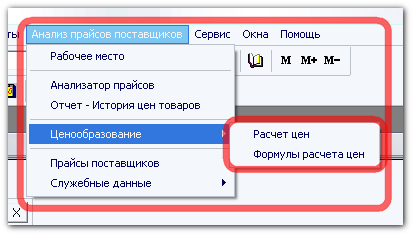 ты Анализ прайсов поставщиков Сервис Окна Помощь
Рабочее место
M M+ M-
Анализатор прайсов
Отчет - История цен товаров
Ценообразование
Расчет цен
Формулы расчета цен
Прайсы поставщиков
Служебные данные